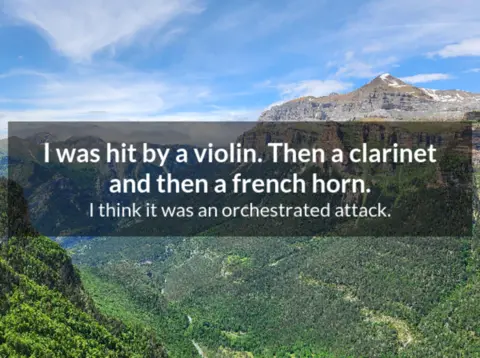 I was hit by a violin. Then a clarinet
and then a french horn.
I think it was an orchestrated attack.